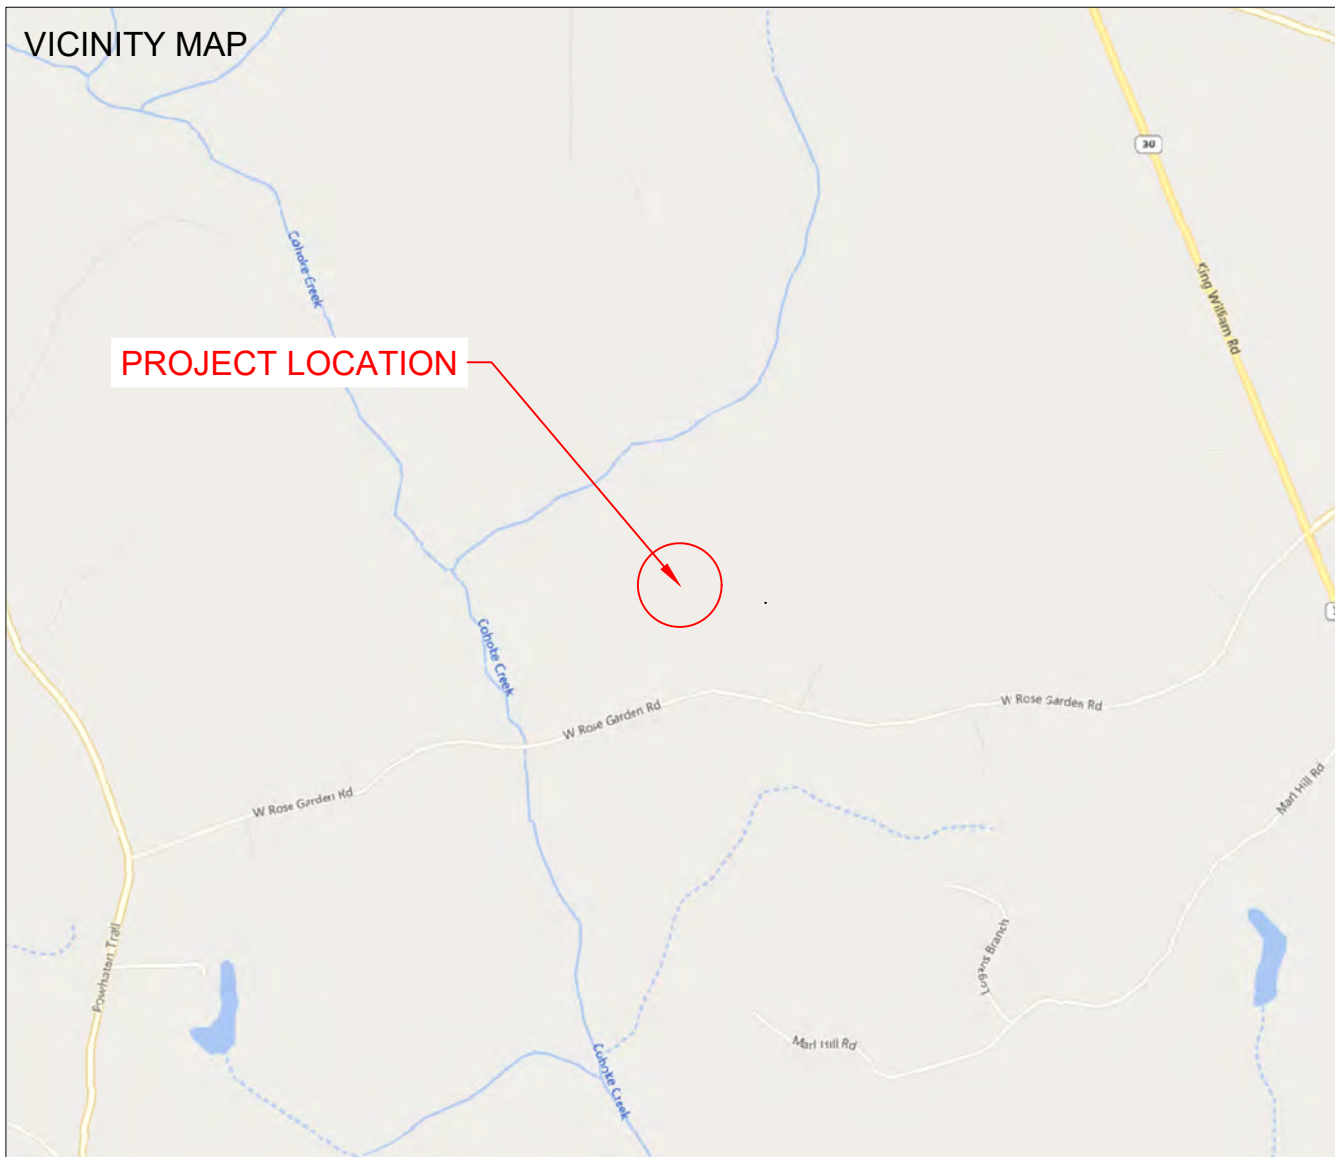 VICINITY MAP
30
Cohoke Creek
King William Rd
PROJECT LOCATION
Cohoke Creek
W Rose Garden Rd
W Rose Garden Rd
W Rose Garden Rd
Marl Hill Rd
Powhatan Trail
Logans Branch
Marl Hill Rd
Cohoke Creek